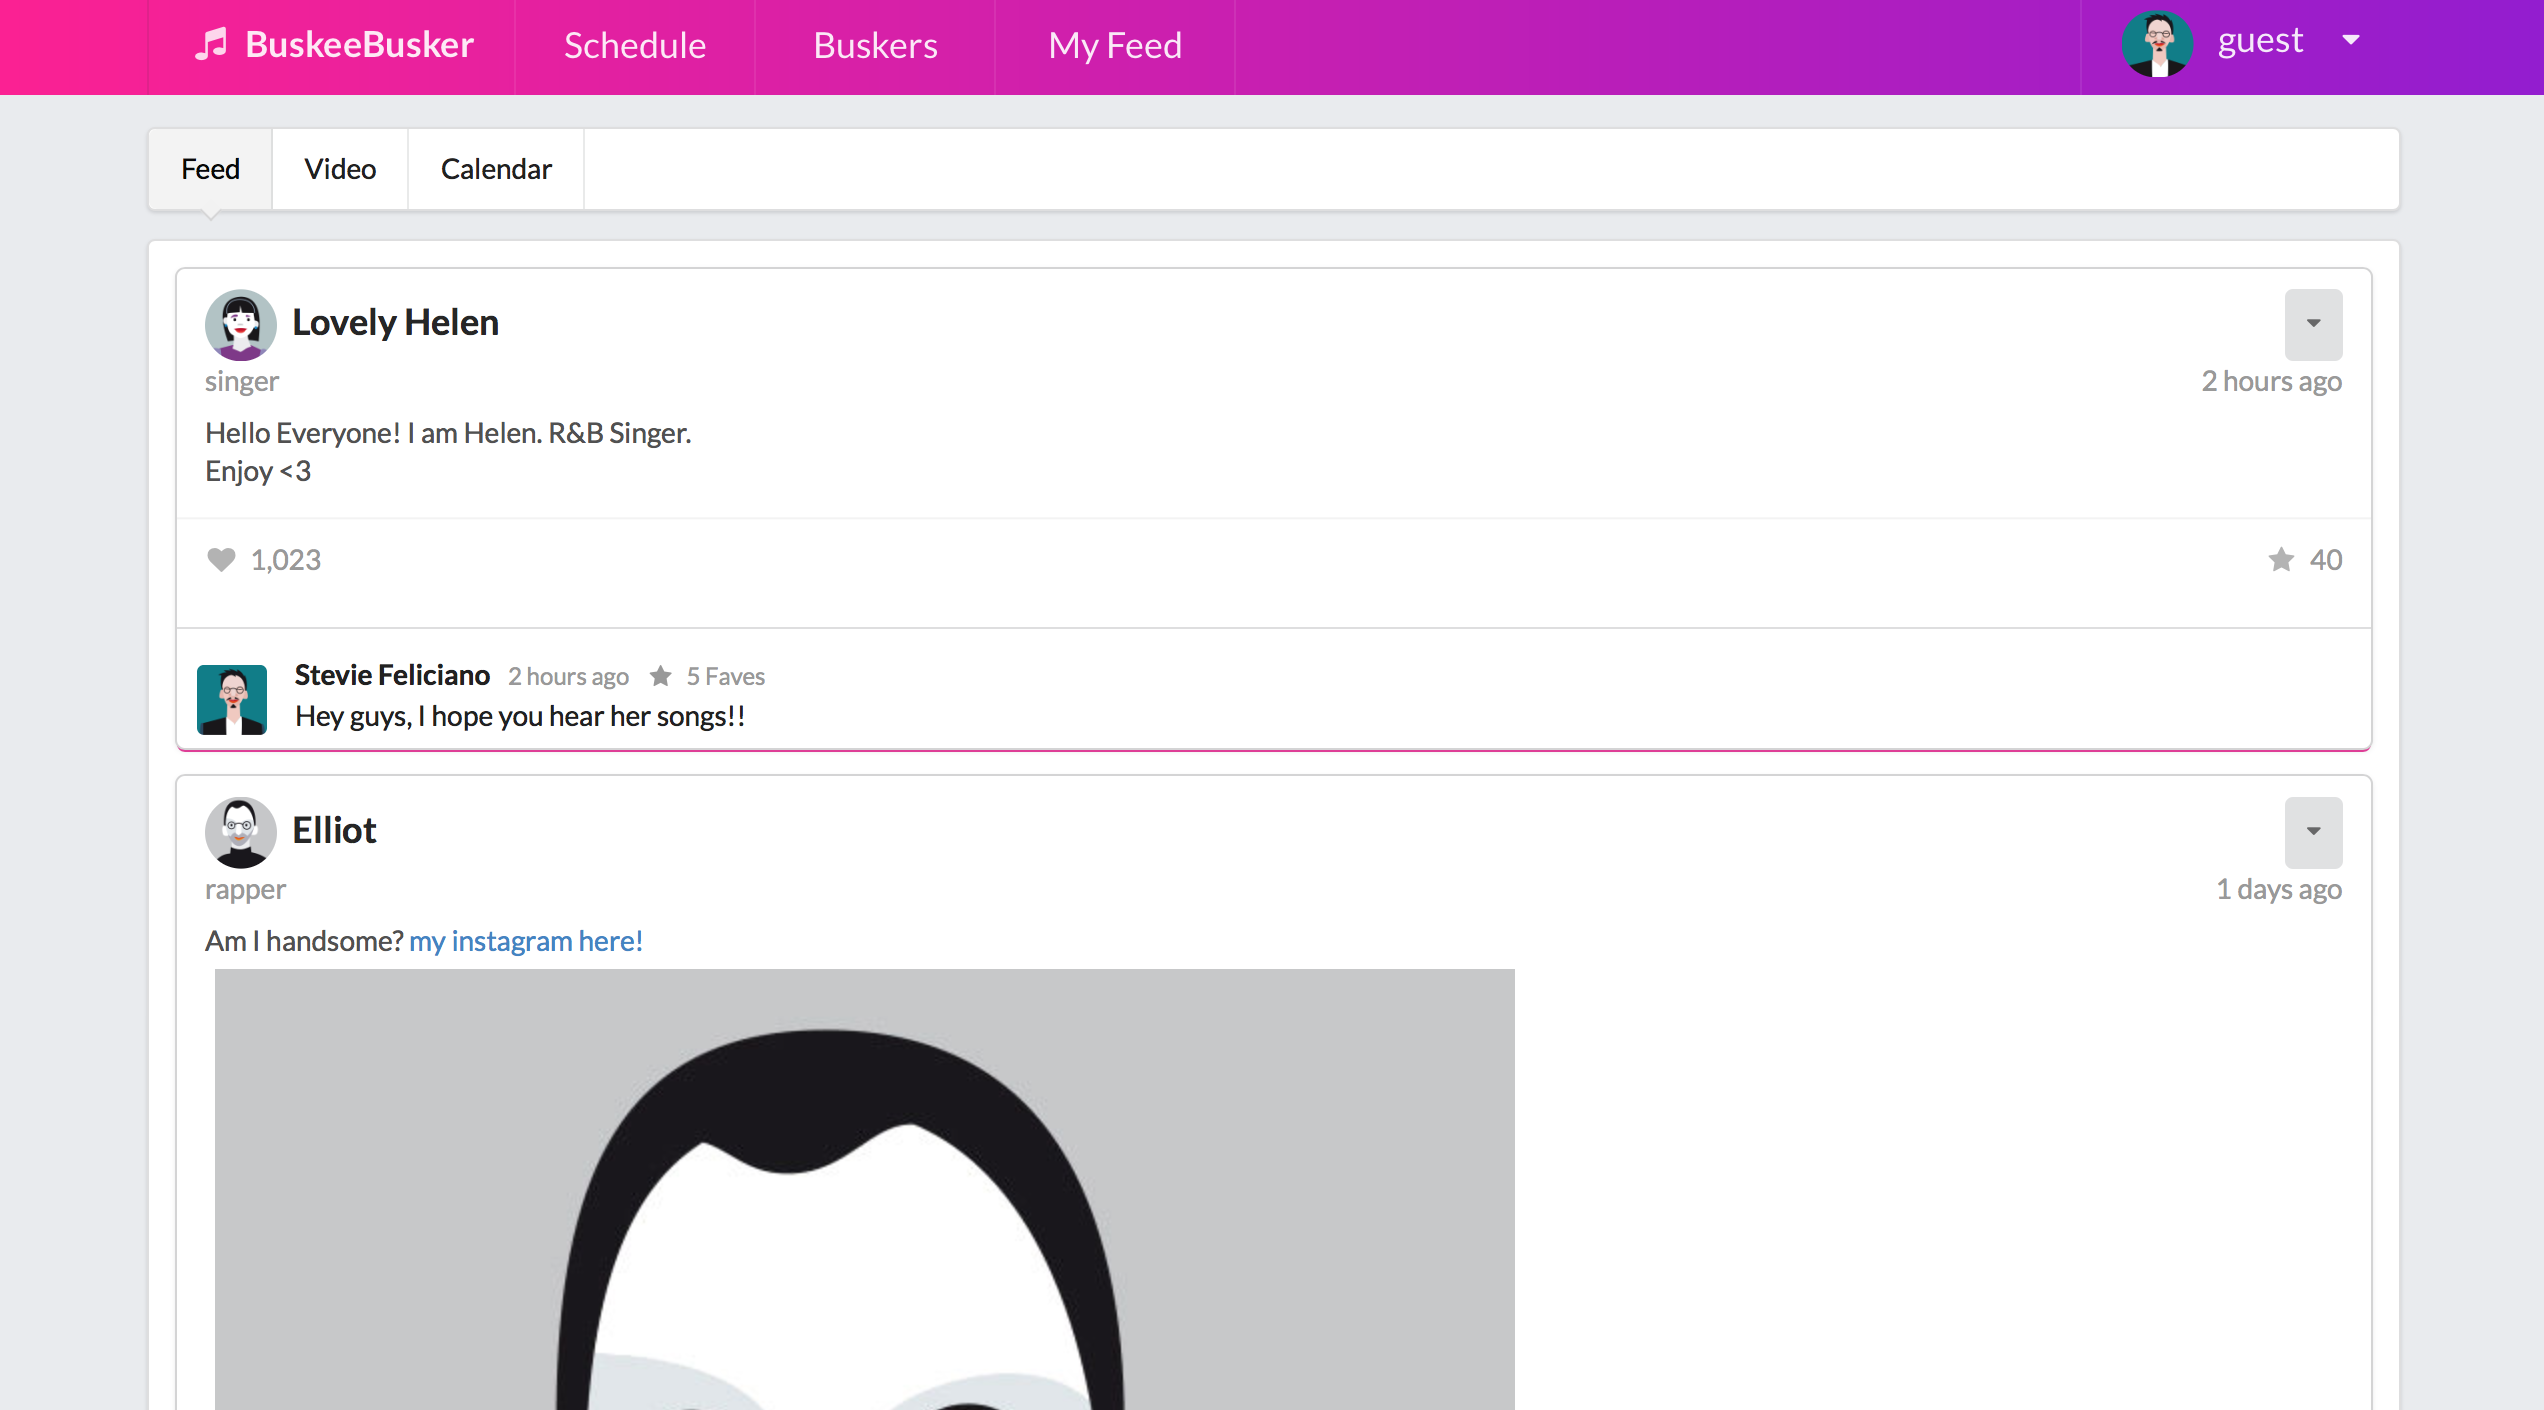 BuskeeBusker Schedule Buskers My Feed guest
Feed Video Calendar
Lovely Helen
singer 2 hours ago
Hello Everyone! I am Helen. R&B Singer.
Enjoy <3
1,023 40
Stevie Feliciano 2 hours ago 5 Faves
Hey guys, I hope you hear her songs!!
Elliot
rapper 1 days ago
Am I handsome? my instagram here!